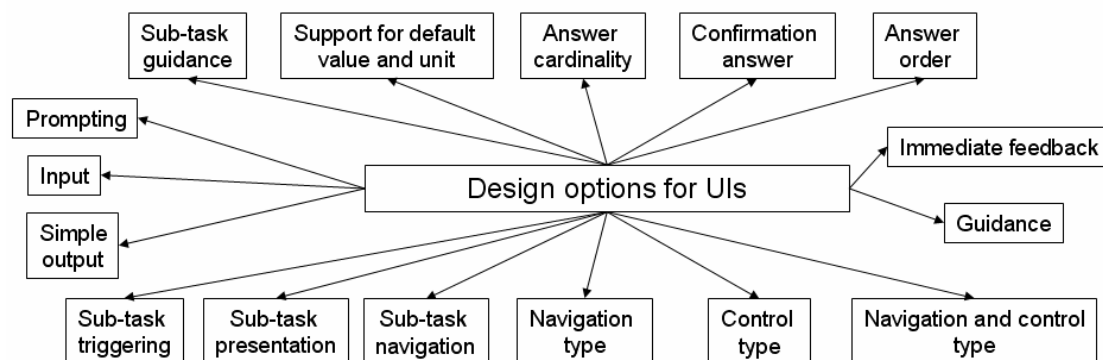 Sub-task
guidance
Support for default
value and unit
Answer
cardinality
Confirmation
answer
Answer
order
Prompting
Input
Simple
output
Design options for UIs
Immediate feedback
Guidance
Sub-task
triggering
Sub-task
presentation
Sub-task
navigation
Navigation
type
Control
type
Navigation and control
type